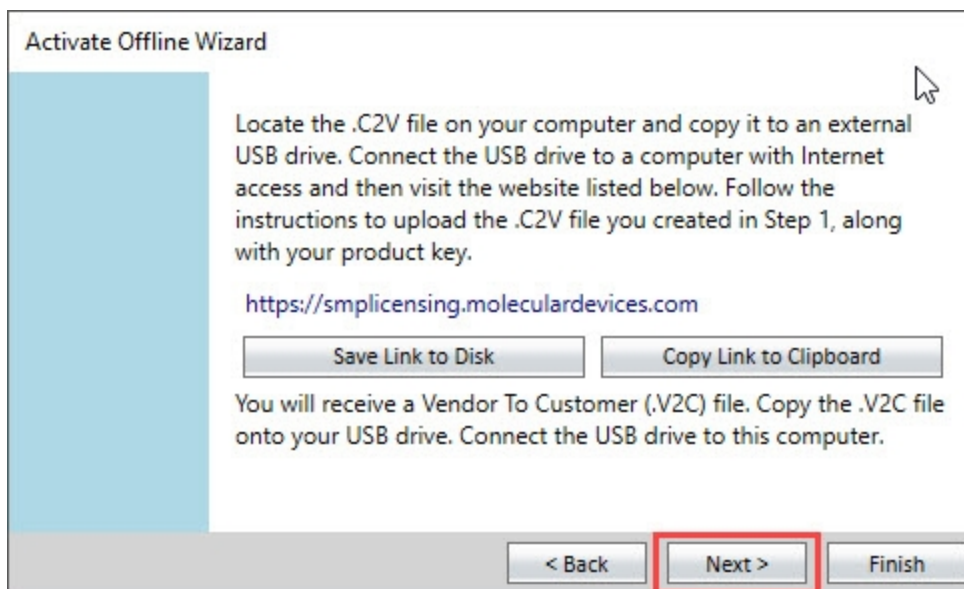 Activate Offline Wizard
Locate the .C2V file on your computer and copy it to an external
USB drive. Connect the USB drive to a computer with Internet
access and then visit the website listed below. Follow the
instructions to upload the .C2V file you created in Step 1, along
with your product key.
https://smplicensing.moleculardevices.com
Save Link to Disk
Copy Link to Clipboard
You will receive a Vendor To Customer (.V2C) file. Copy the .V2C file
onto your USB drive. Connect the USB drive to this computer.
< Back
Next >
Finish